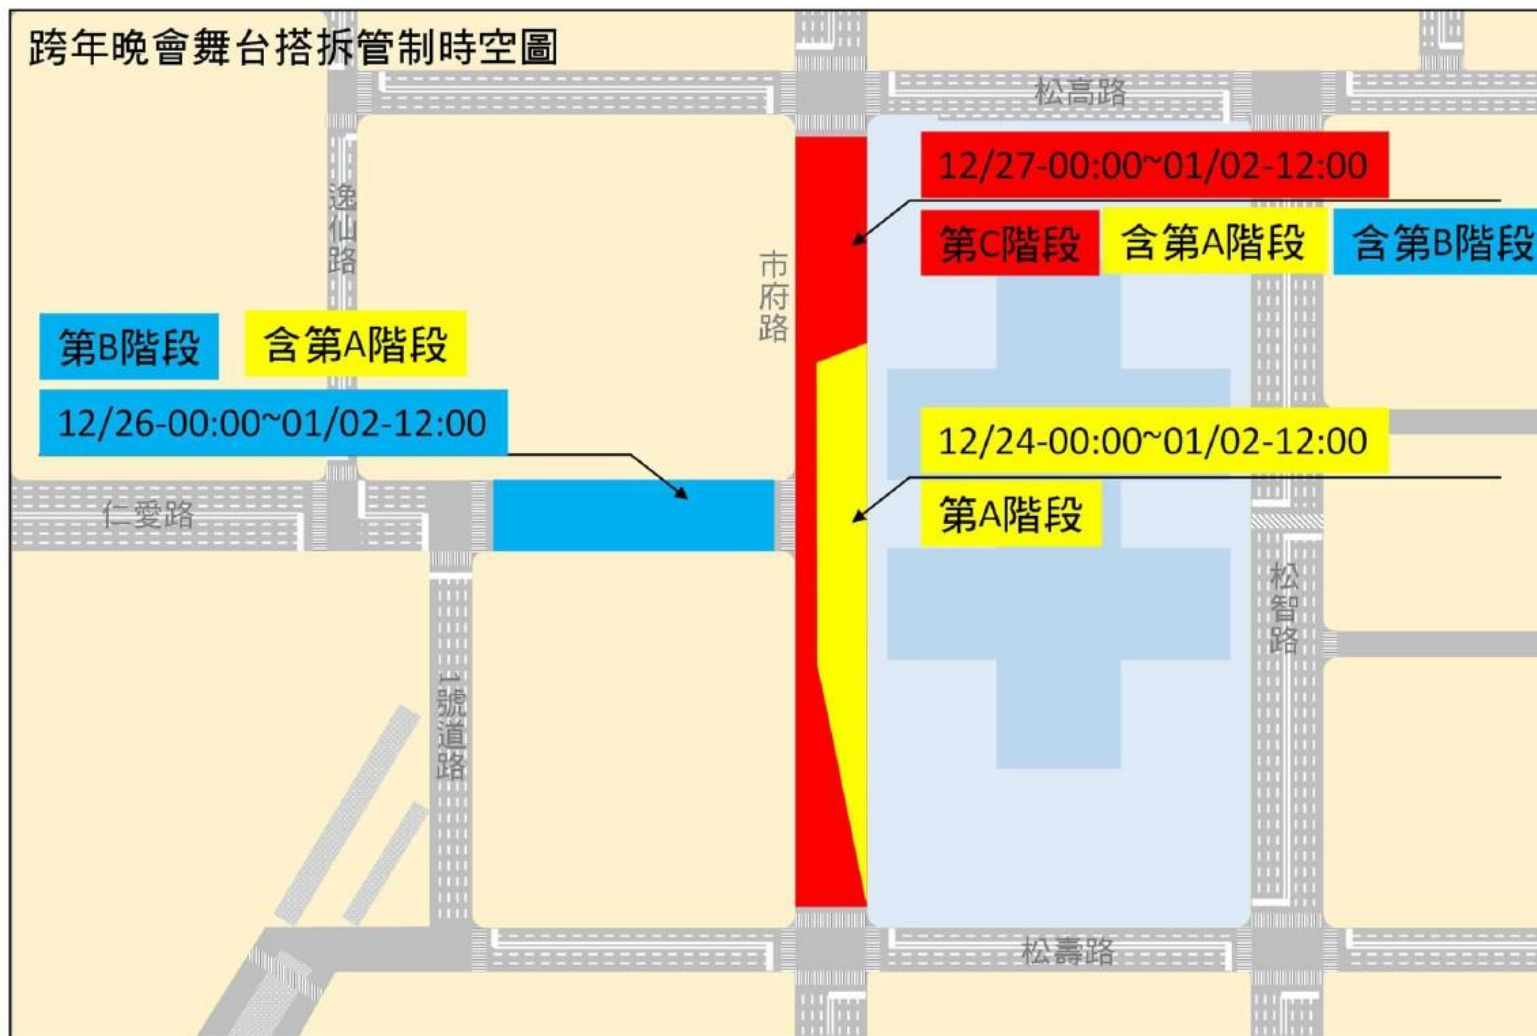 跨年晚會舞台搭拆管制時空圖
松高路
12/27-00:00~01/02-12:00
第C階段 含第A階段 含第B階段
逸仙路
市府路
第B階段 含第A階段
12/26-00:00~01/02-12:00
12/24-00:00~01/02-12:00
第A階段
仁愛路
松智路
1號道路
松壽路